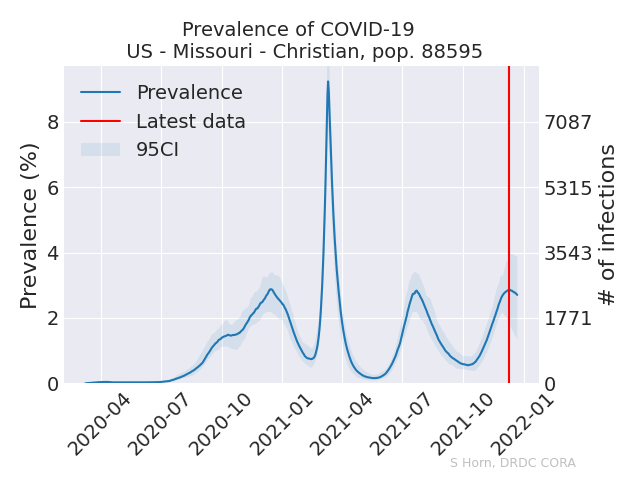 Prevalence of COVID-19
US - Missouri - Christian, pop. 88595
Prevalence
Latest data
95CI
Prevalence (%)
8
6
4
2
0
7087
5315
3543
1771
0
# of infections
2020-04
2020-07
2020-10
2021-01
2021-04
2021-07
2021-10
2022-01
S Horn, DRDC CORA